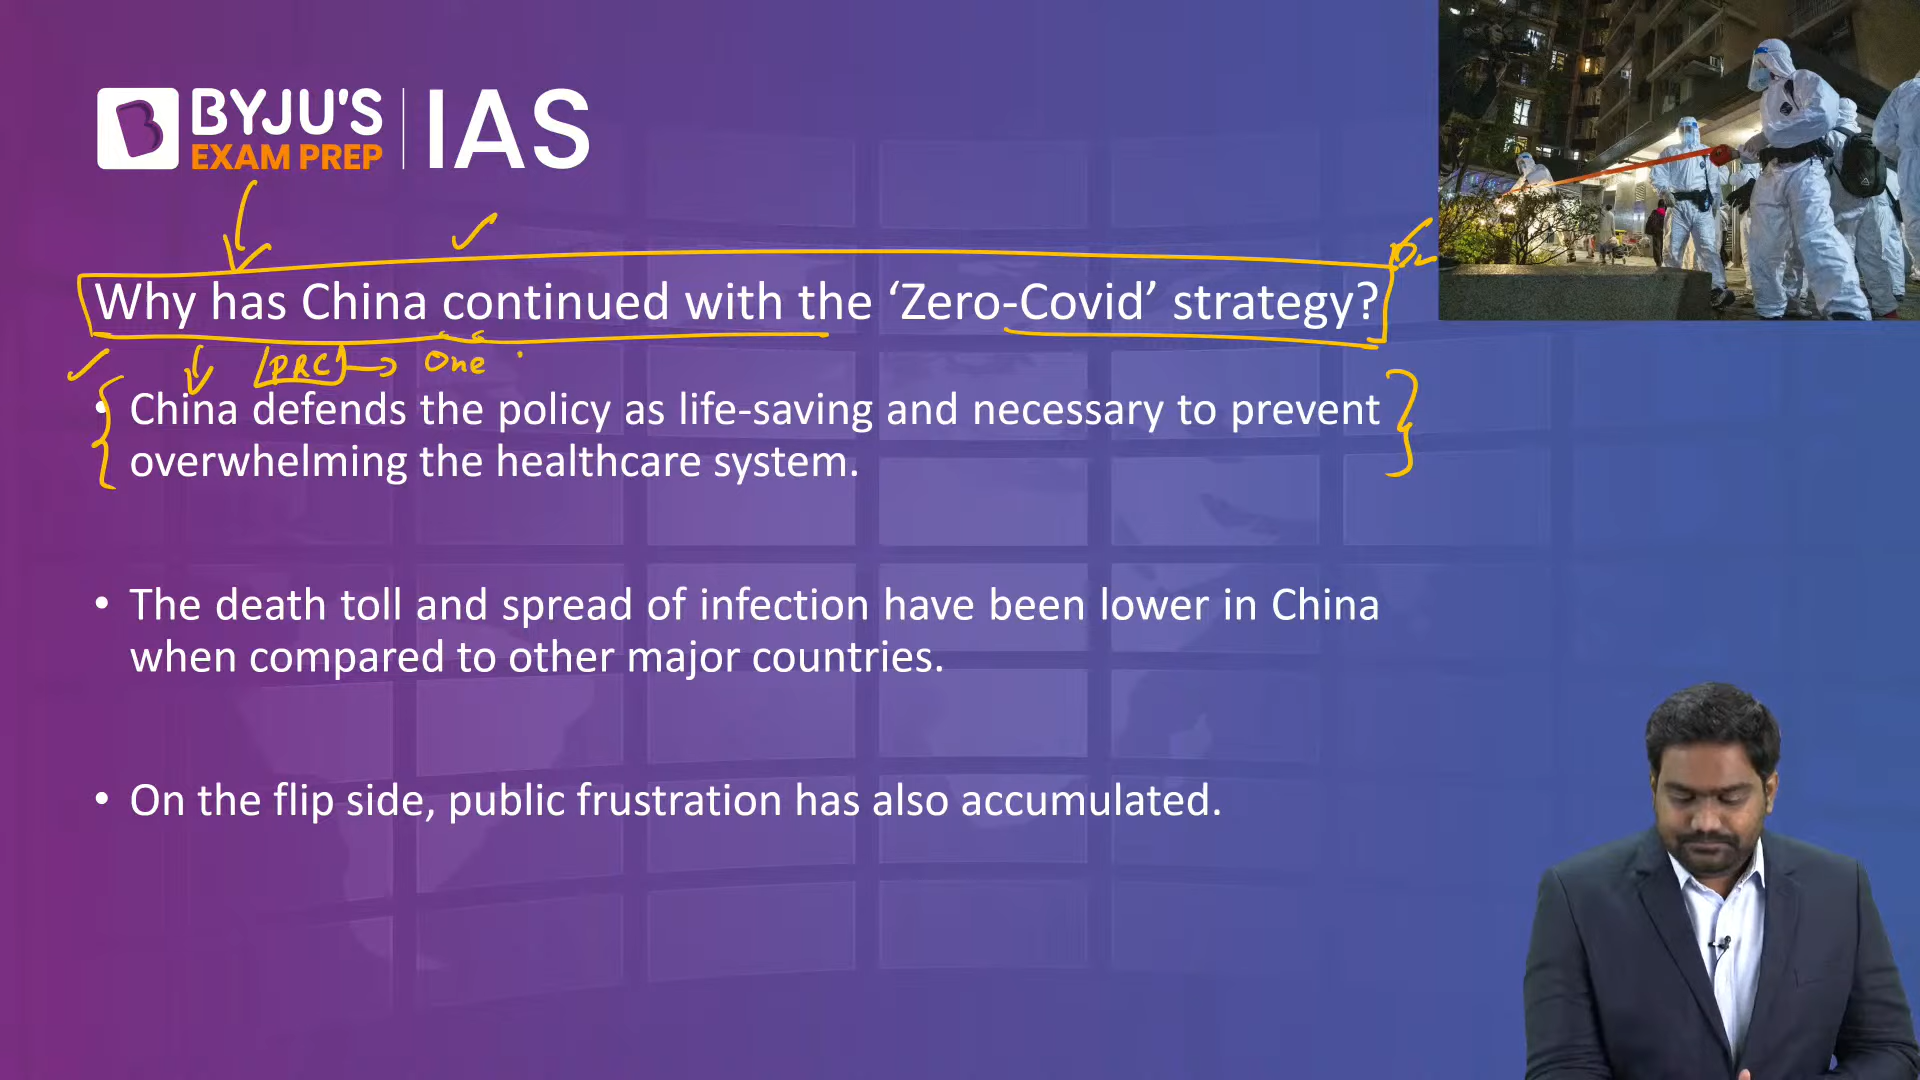 BYJU'S
EXAM PREP
IAS
Why has China continued with the ‘Zero-Covid’ strategy?
PRC → One
• China defends the policy as life-saving and necessary to prevent
overwhelming the healthcare system.
• The death toll and spread of infection have been lower in China
when compared to other major countries.
• On the flip side, public frustration has also accumulated.